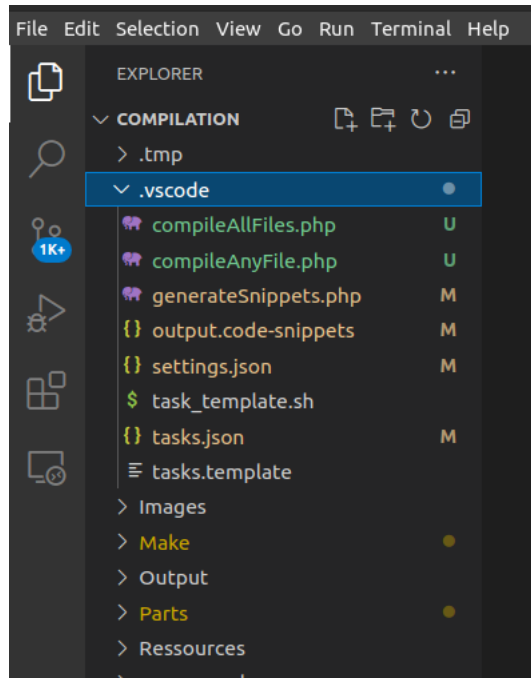 File Edit Selection View Go Run Terminal Help
EXPLORER
COMPILATION
.tmp
.vscode
compileAllFiles.php U
compileAnyFile.php U
1K+
generateSnippets.php M
{} output.code-snippets M
{} settings.json M
$ task_template.sh
{} tasks.json M
tasks.template
Images
Make
Output
Parts
Ressources